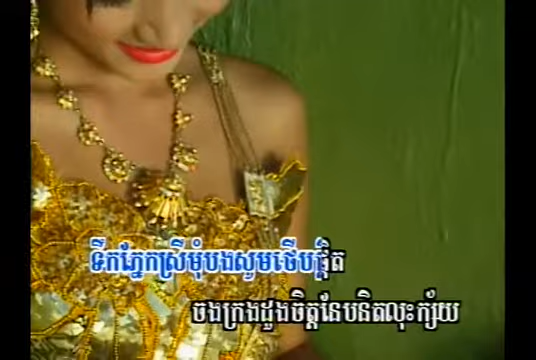 ទឹកភ្នែកស្រីមុំបងសូមថើបផ្តិត
ចងក្រងដួងចិត្តនែបនិតលុះក្ស័យ